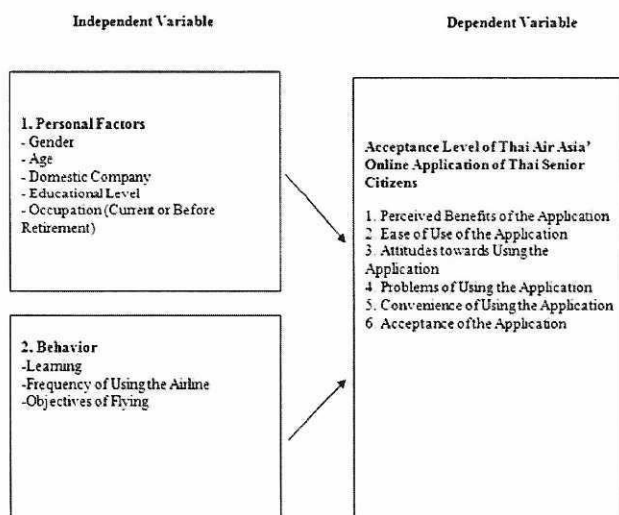 Independent Variable
Dependent Variable
1. Personal Factors
- Gender
- Age
- Domestic Company
- Educational Level
- Occupation (Current or Before
Retirement)
2. Behavior
-Learning
-Frequency of Using the Airline
-Objectives of Flying
Acceptance Level of Thai Air Asia'
Online Application of Thai Senior
Citizens
1. Perceived Benefits of the Application
2. Ease of Use of the Application
3. Attitudes towards Using the
Application
4. Problems of Using the Application
5. Convenience of Using the Application
6. Acceptance of the Application